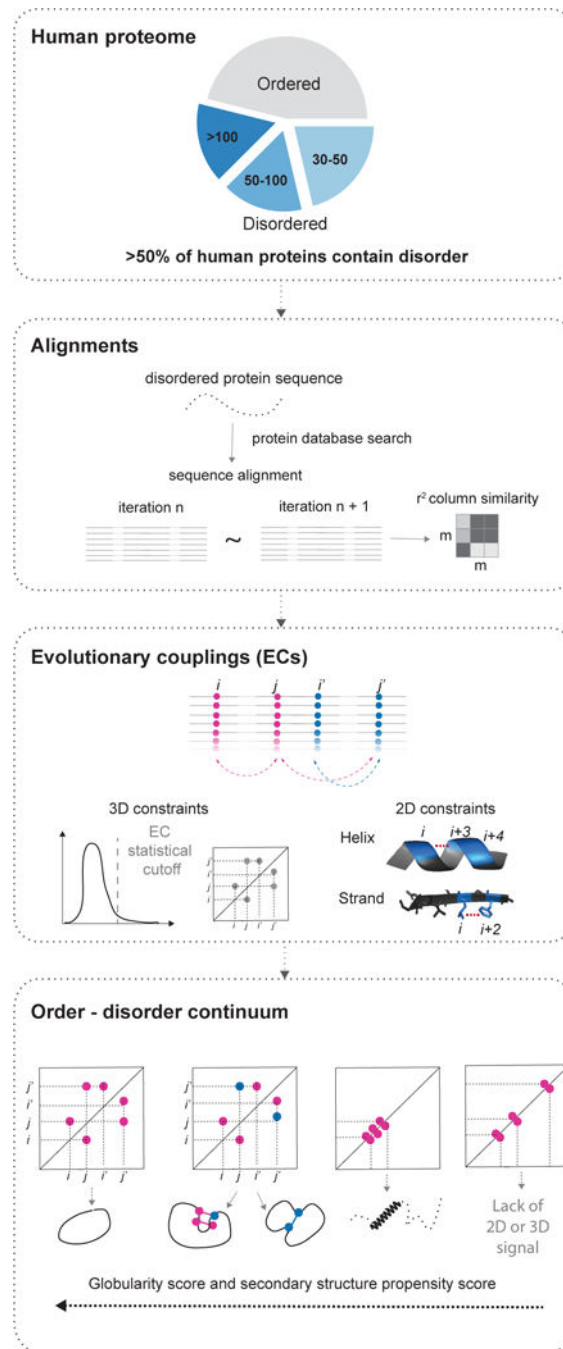 Human proteome
Ordered
>100
30-50
50-100
Disordered
>50% of human proteins contain disorder
Alignments
disordered protein sequence
protein database search
sequence alignment
iteration n
iteration n + 1
r² column similarity
~
m
m
Evolutionary couplings (ECs)
i
j
i'
j'
3D constraints
2D constraints
EC
statistical
cutoff
j'
i'
j
i
i
j
i'
j'
Helix
i
i+3
i+4
Strand
i
i+2
Order - disorder continuum
j'
i'
j
i
i
j
i'
j'
j'
i'
j
i
i
j
i'
j'
Lack of
2D or 3D
signal
Globularity score and secondary structure propensity score